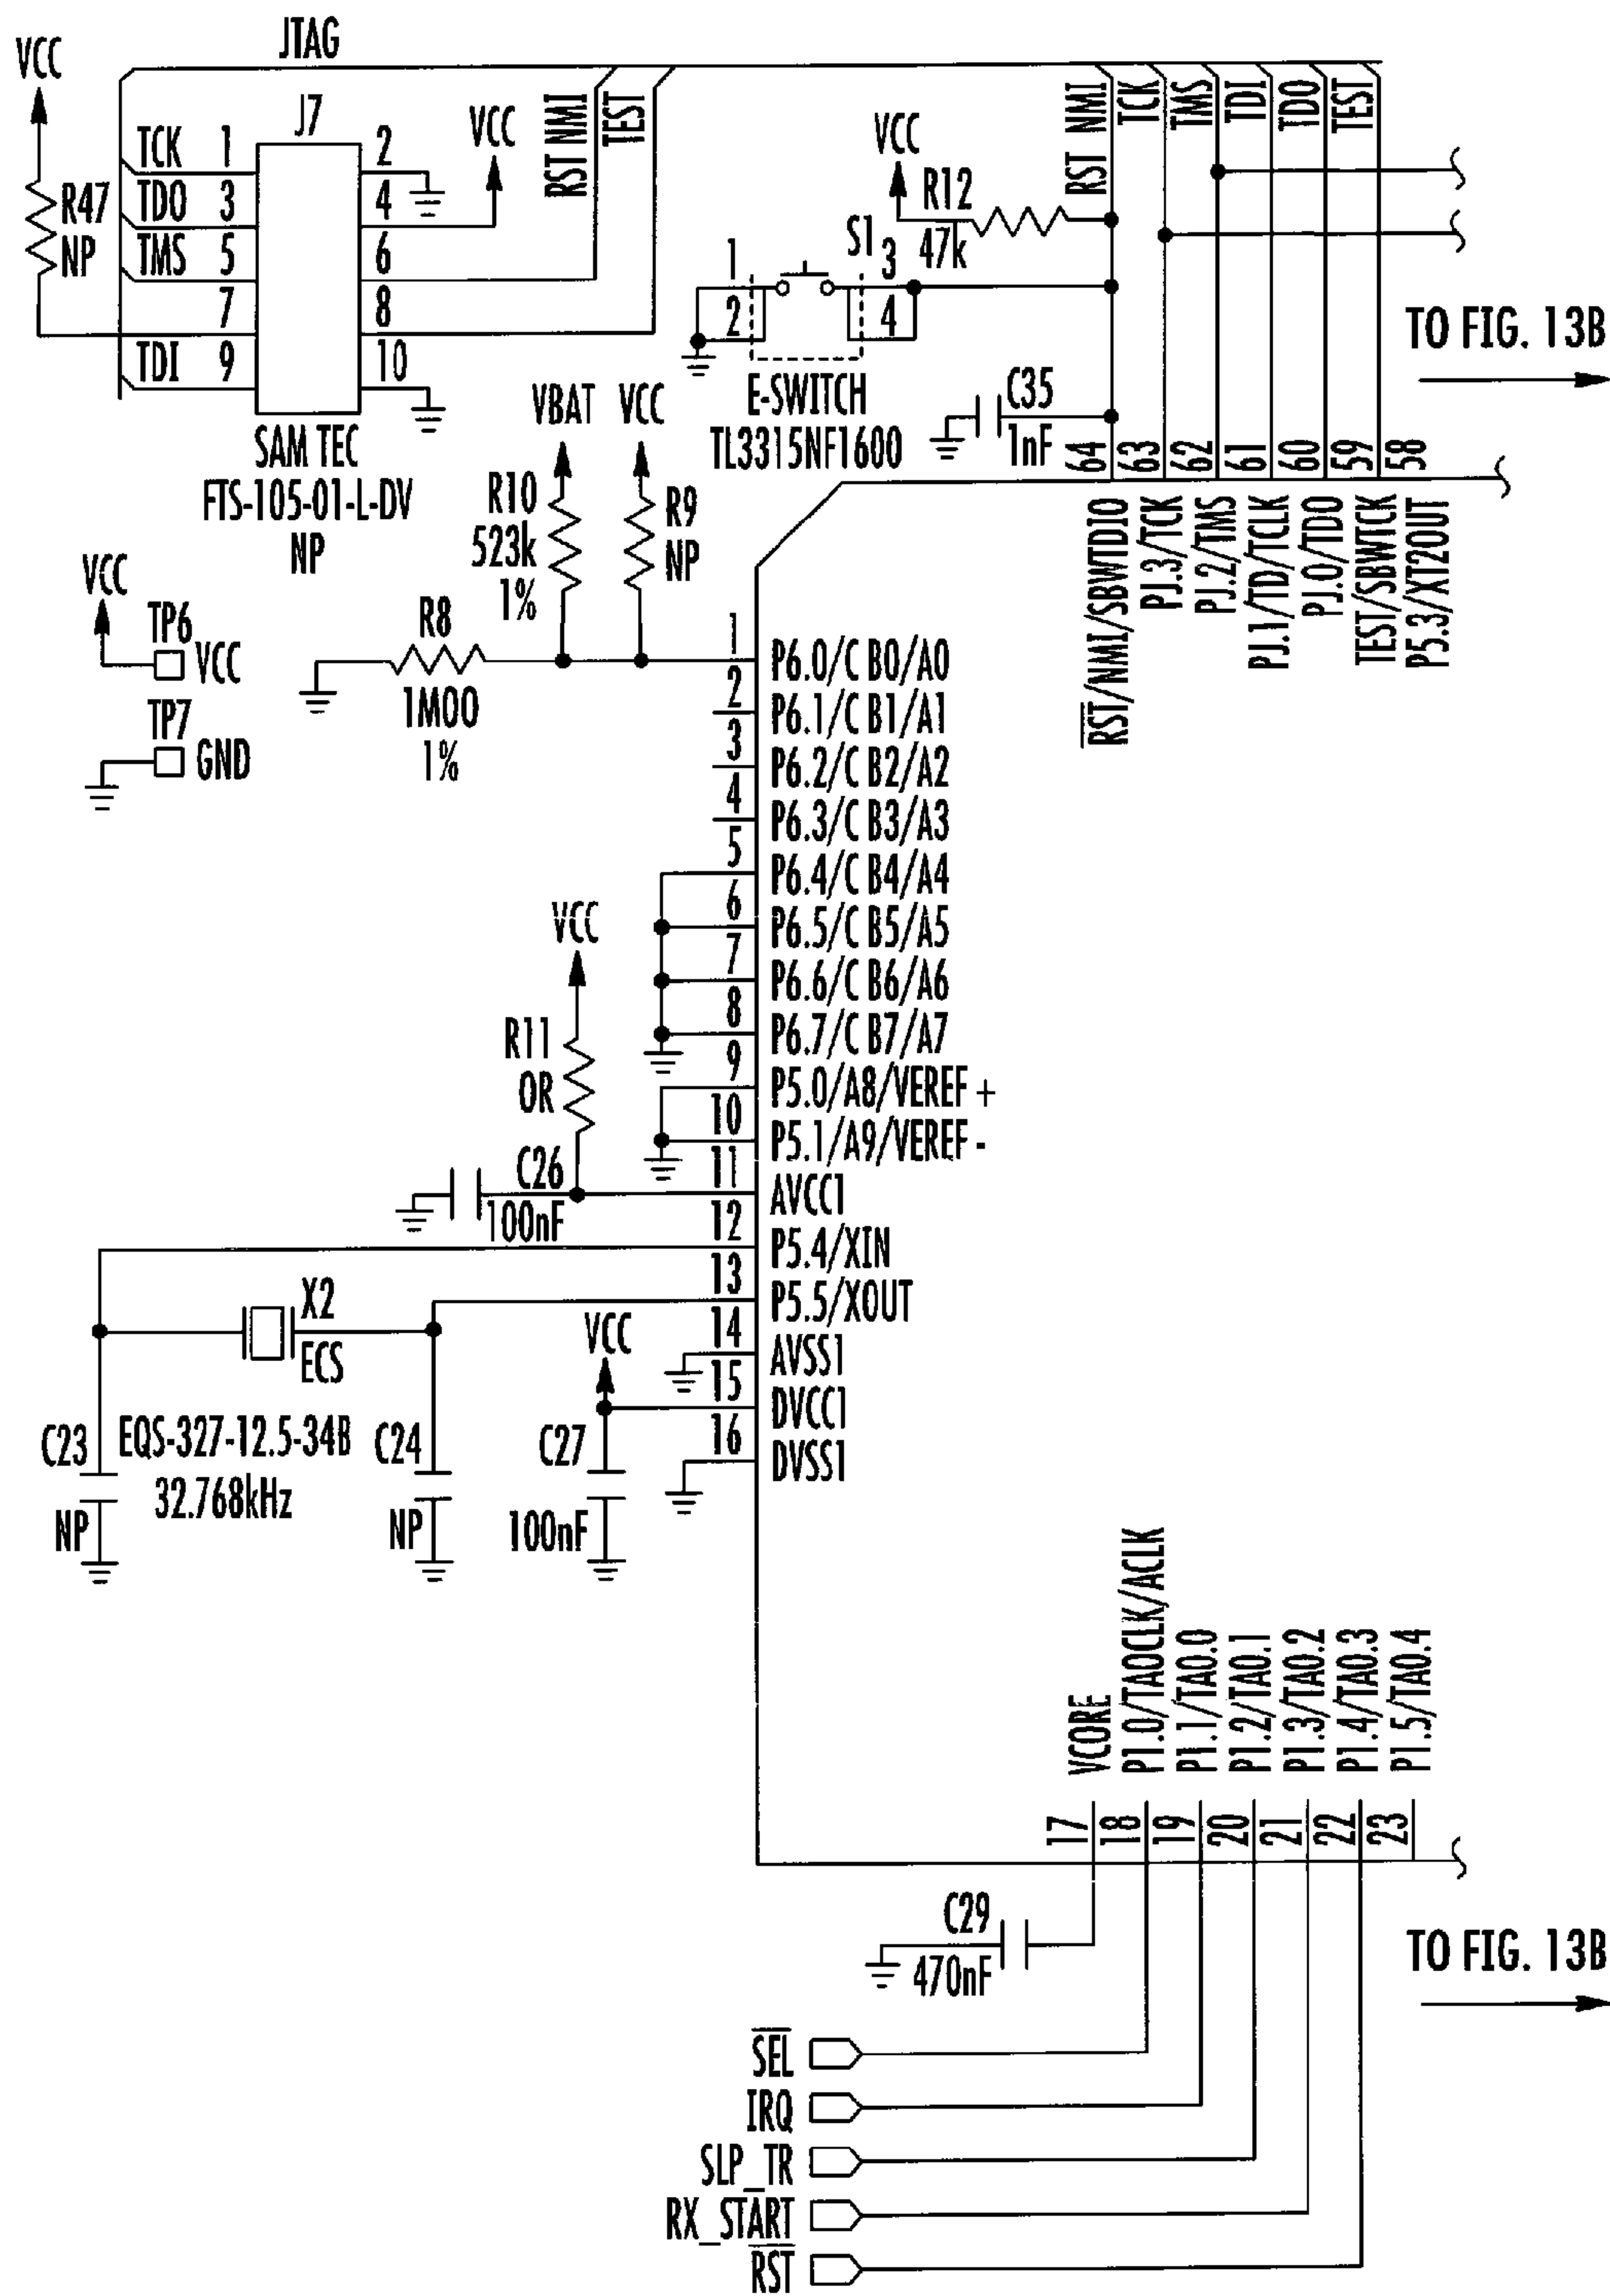 JTAG
VCC
J7
TCK 1
2
TDO 3
4
TMS 5
6
7
8
TDI 9
10
VCC
RST NMI
TEST
R47
NP
SAM TEC
FTS-105-01-L-DV
NP
VCC
R12
47k
S1
1
2
3
4
E-SWITCH
TL3315NF1600
C35
1nF
RST NMI
TCK
TMS
TDI
TDO
TEST
TO FIG. 13B
64
63
62
61
60
59
58
RST/NMI/SBWTDIO
PJ.3/TCK
PJ.2/TMS
PJ.1/TD/TCLK
PJ.0/TDO
TEST/SBWTCK
P5.3/XT2OUT
VBAT
VCC
R10
523k
1%
R9
NP
R8
1M00
1%
VCC
TP6
VCC
TP7
GND
1 P6.0/C B0/A0
2 P6.1/C B1/A1
3 P6.2/C B2/A2
4 P6.3/C B3/A3
5 P6.4/C B4/A4
6 P6.5/C B5/A5
7 P6.6/C B6/A6
8 P6.7/C B7/A7
9 P5.0/A8/VEREF +
10 P5.1/A9/VEREF -
11 AVCC1
12 P5.4/XIN
13 P5.5/XOUT
14 AVSS1
15 DVCC1
16 DVSS1
VCC
R11
0R
C26
100nF
X2
ECS
EQS-327-12.5-34B
32.768kHz
C23
NP
C24
NP
VCC
C27
100nF
VCORE
P1.0/TA0CLK/ACLK
P1.1/TA0.0
P1.2/TA0.1
P1.3/TA0.2
P1.4/TA0.3
P1.5/TA0.4
17
18
19
20
21
22
23
C29
470nF
TO FIG. 13B
SEL
IRQ
SLP_TR
RX_START
RST